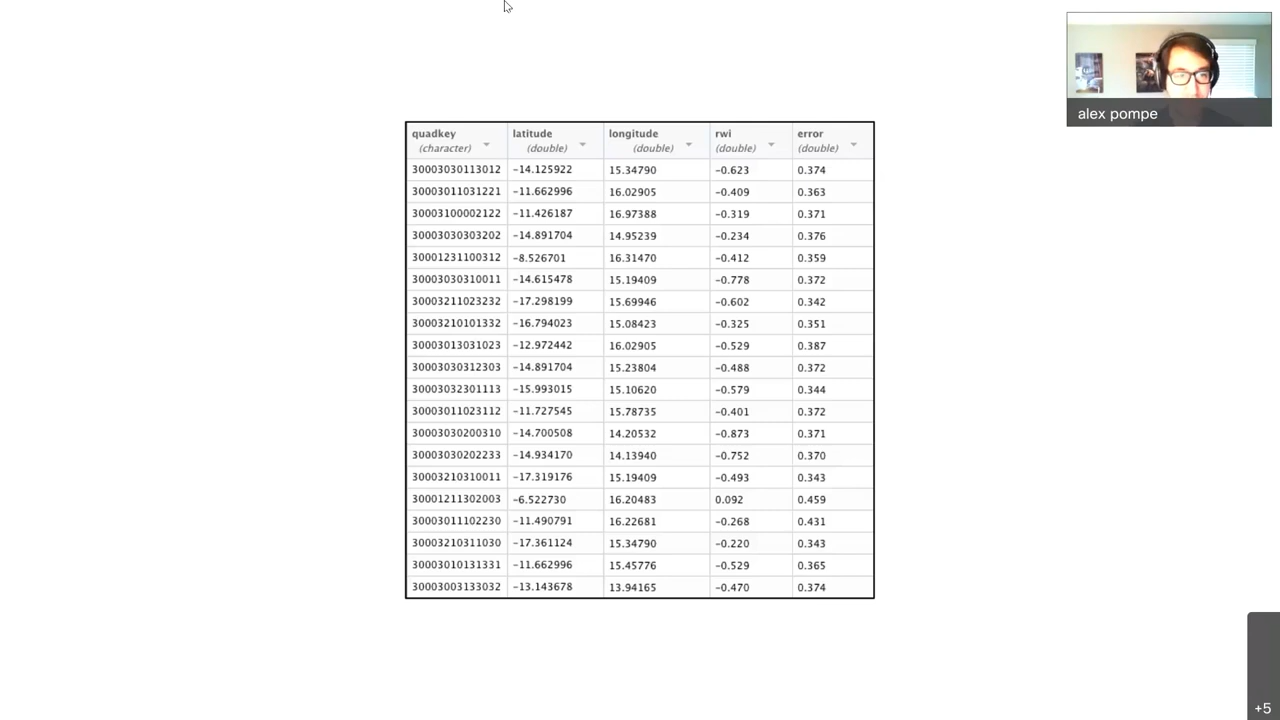 alex pompe
quadkey latitude longitude rwi error
(character) (double) (double) (double) (double)
30003030113012 −14.125922 15.34790 −0.623 0.374
30003011031221 −11.662996 16.02905 −0.409 0.363
30003100002122 −11.426187 16.97388 −0.319 0.371
30003030303202 −14.891704 14.95239 −0.234 0.376
30001231100312 −8.526701 16.31470 −0.412 0.359
30003030310011 −14.615478 15.19409 −0.778 0.372
30003211023232 −17.298199 15.69946 −0.602 0.342
30003210101332 −16.794023 15.08423 −0.325 0.351
30003013031023 −12.972442 16.02905 −0.529 0.387
30003030312303 −14.891704 15.23804 −0.488 0.372
30003032301113 −15.993015 15.10620 −0.579 0.344
30003011023112 −11.727545 15.78735 −0.401 0.372
30003030200310 −14.700508 14.20532 −0.873 0.371
30003030202233 −14.934170 14.13940 −0.752 0.370
30003210310011 −17.319176 15.19409 −0.493 0.343
30001211302003 −6.522730 16.20483 0.092 0.459
30003011102230 −11.490791 16.22681 −0.268 0.431
30003210311030 −17.361124 15.34790 −0.220 0.343
30003010131331 −11.662996 15.45776 −0.529 0.365
30003003133032 −13.143678 13.94165 −0.470 0.374
+5